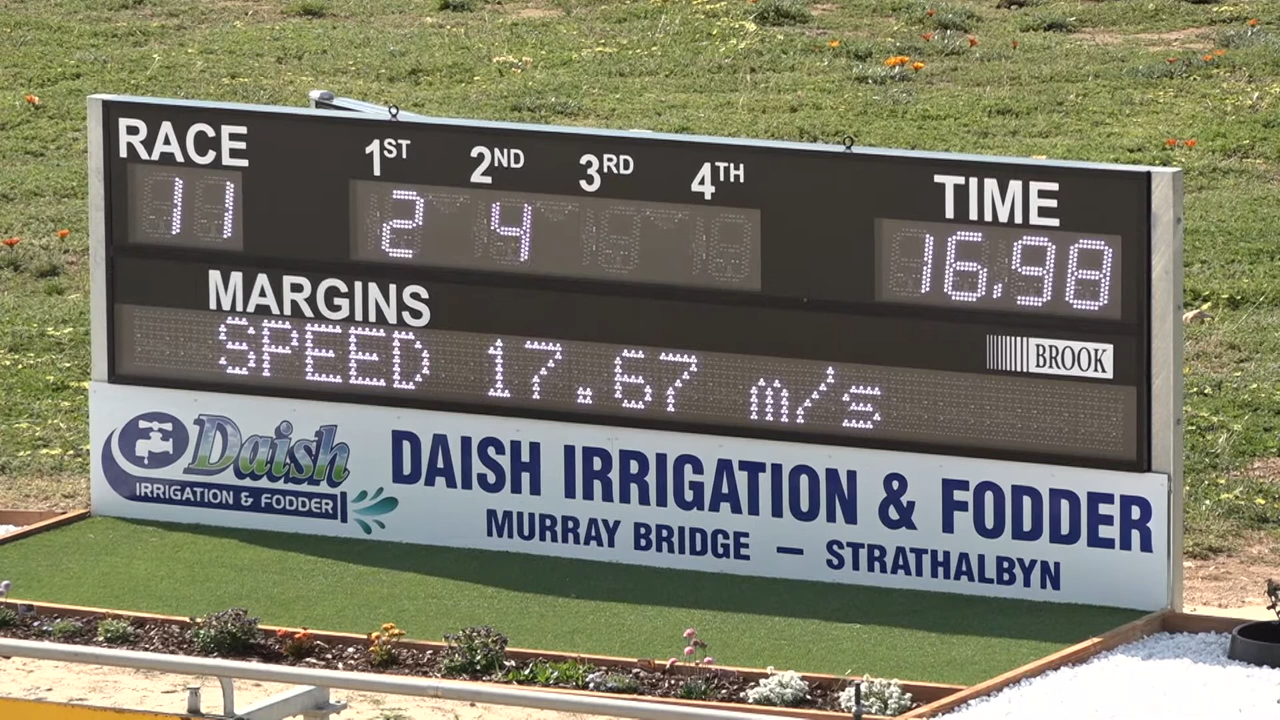 RACE 1ST 2ND 3RD 4TH TIME
11 2 4 16.98
MARGINS
SPEED 17.67 m/s
BROOK
Daish
IRRIGATION & FODDER
DAISH IRRIGATION & FODDER
MURRAY BRIDGE – STRATHALBYN